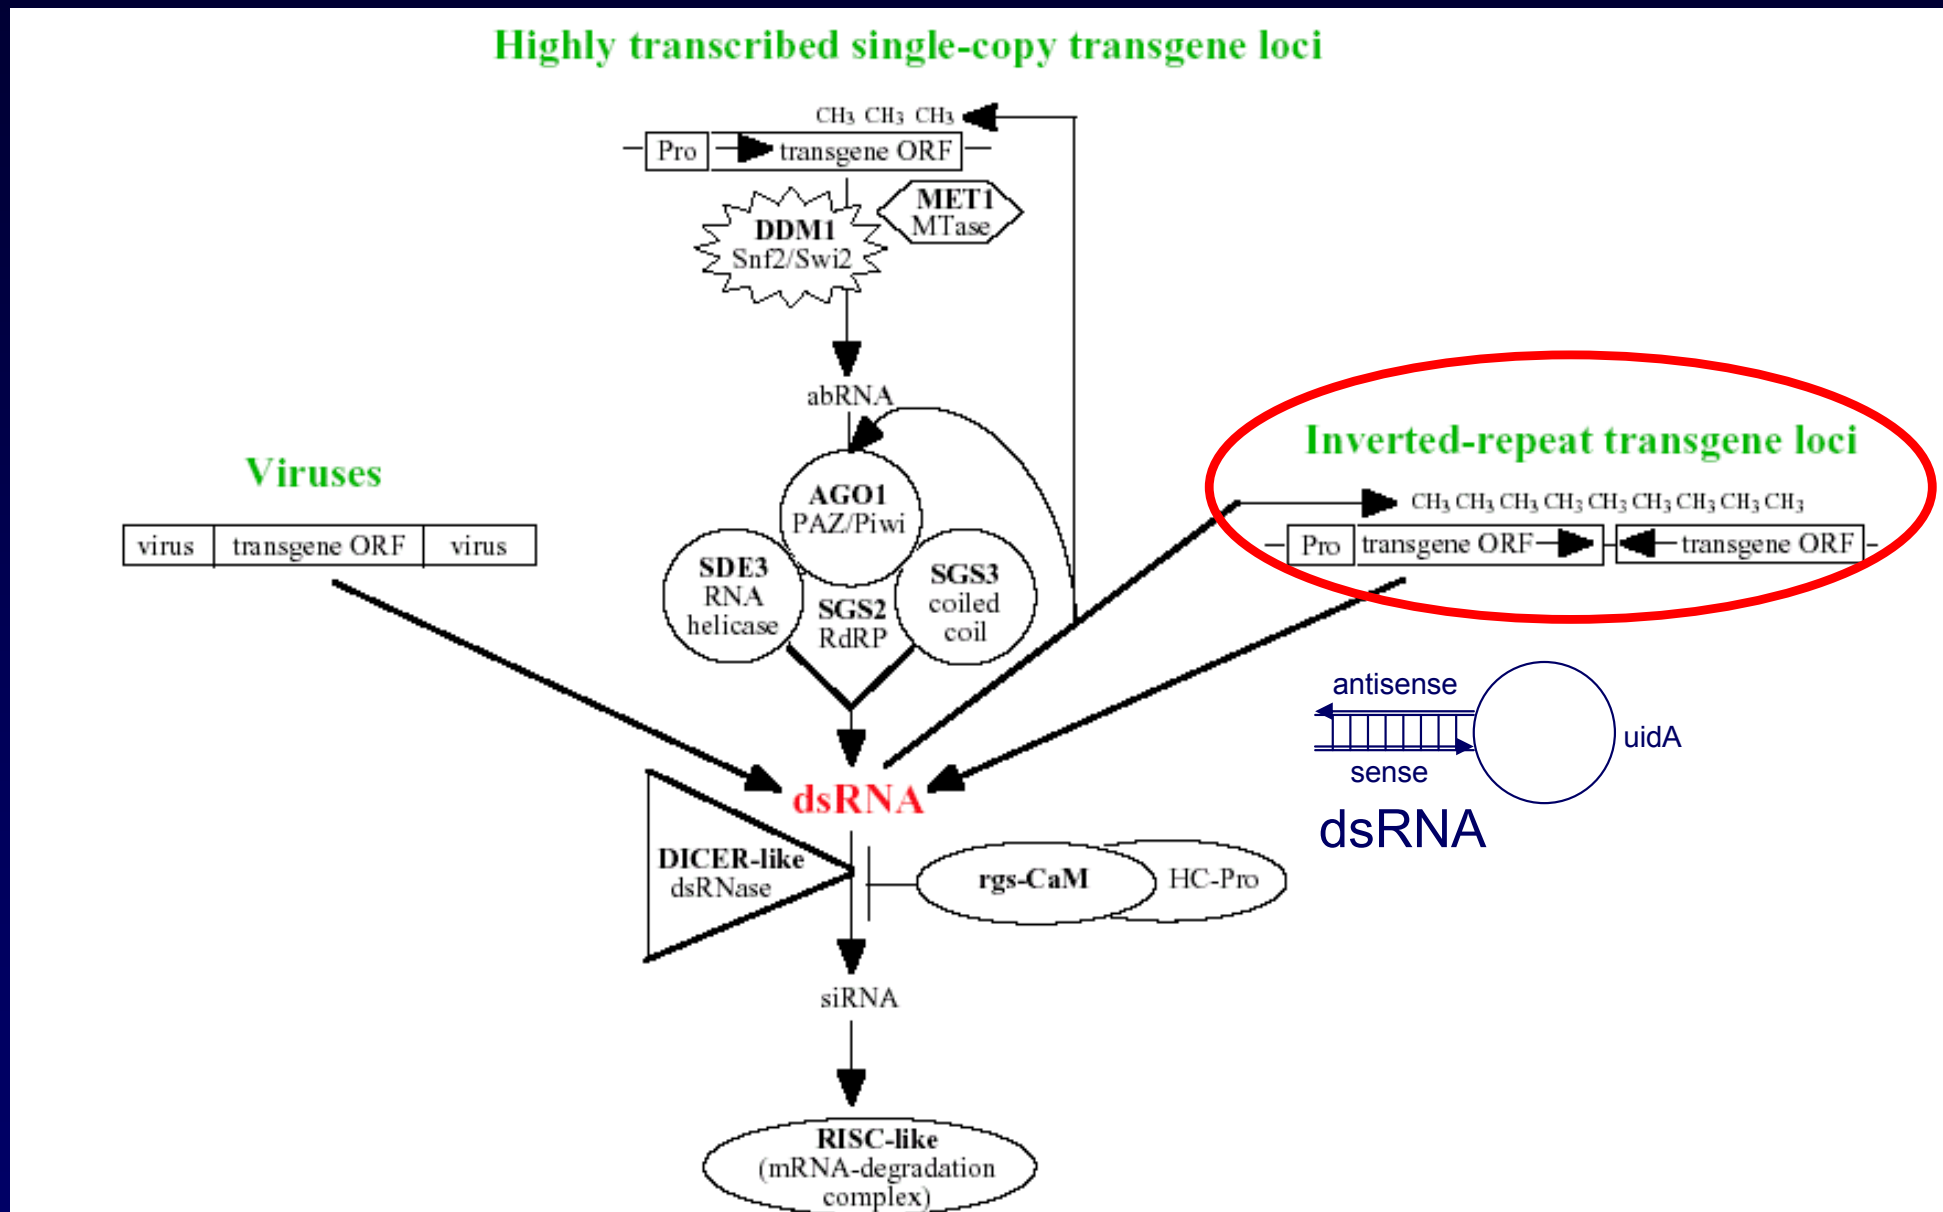 Highly transcribed single-copy transgene loci
CH₃ CH₃ CH₃
Pro transgene ORF
MET1
MTase
DDM1
Snf2/Swi2
abRNA
Viruses
virus transgene ORF virus
AGO1
PAZ/Piwi
SDE3
RNA
helicase
SGS2
RdRP
SGS3
coiled
coil
Inverted-repeat transgene loci
CH₃ CH₃ CH₃ CH₃ CH₃ CH₃ CH₃ CH₃ CH₃
Pro transgene ORF transgene ORF
antisense
uidA
sense
dsRNA
dsRNA
DICER-like
dsRNase
rgs-CaM
HC-Pro
siRNA
RISC-like
(mRNA-degradation
complex)